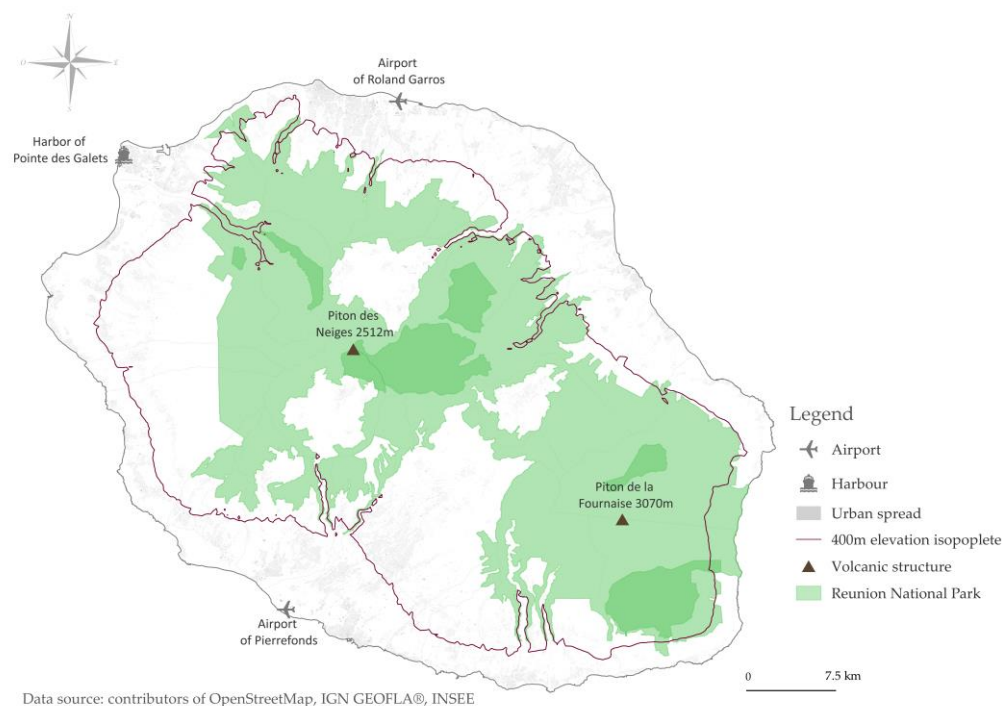 N
O
E
S
Airport
of Roland Garros
Harbor of
Pointe des Galets
Piton des
Neiges 2512m
Piton de la
Fournaise 3070m
Airport
of Pierrefonds
Legend
Airport
Harbour
Urban spread
400m elevation isopoplete
Volcanic structure
Reunion National Park
0
7.5 km
Data source: contributors of OpenStreetMap, IGN GEOFLA®, INSEE